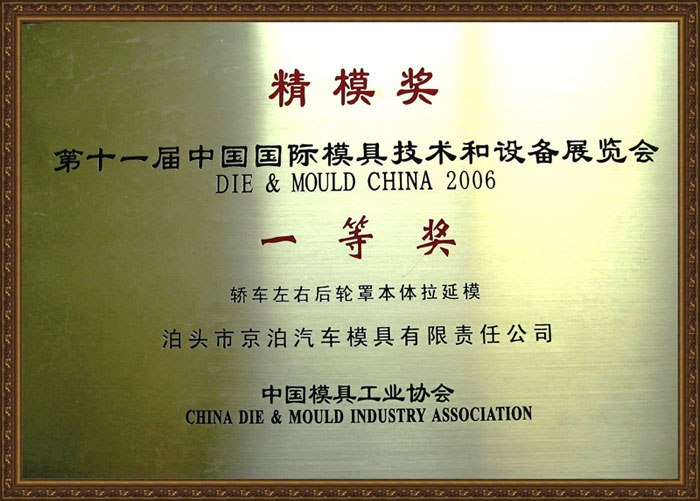 精模奖
第十一届中国国际模具技术和设备展览会
DIE & MOULD CHINA 2006
一等奖
轿车左右后轮罩本体拉延模
泊头市京泊汽车模具有限责任公司
中国模具工业协会
CHINA DIE & MOULD INDUSTRY ASSOCIATION